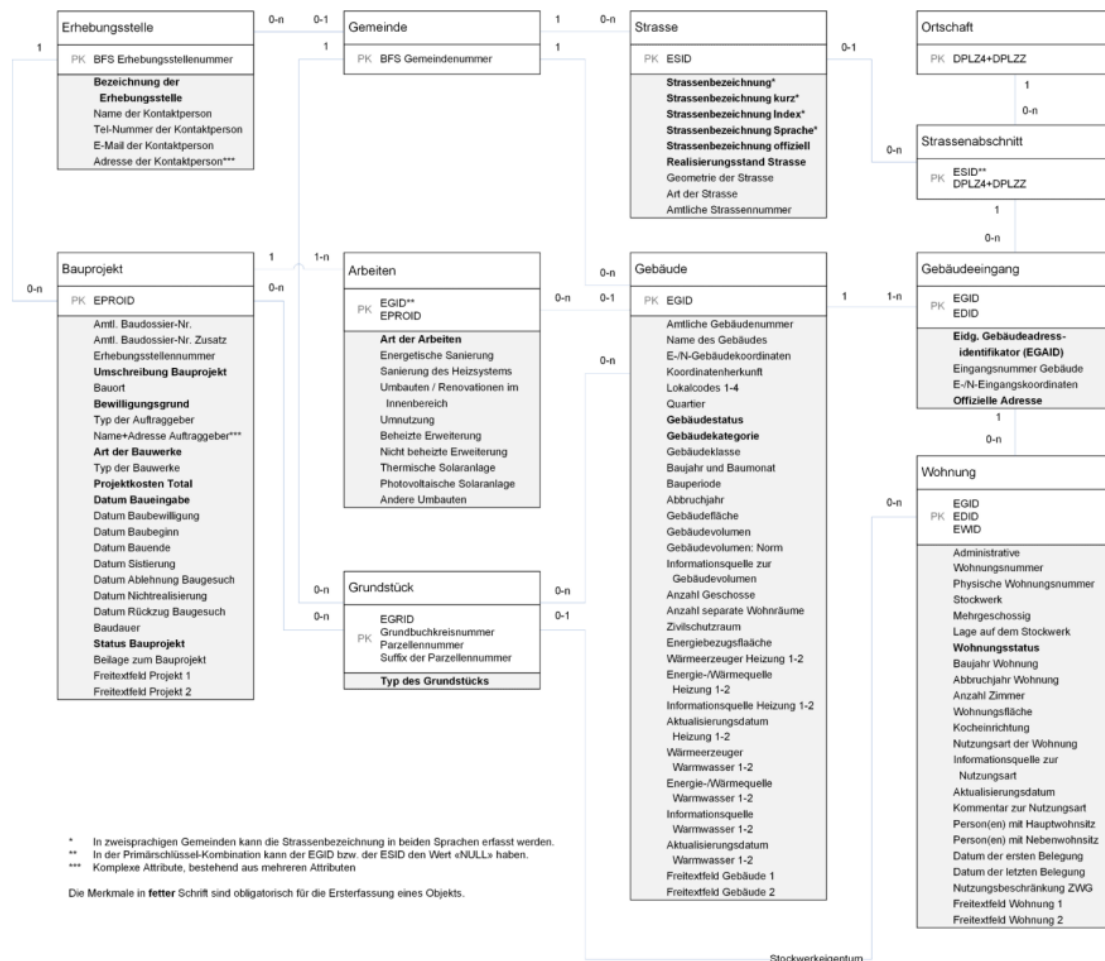 Erhebungsstelle
PK BFS Erhebungsstellennummer
Bezeichnung der
Erhebungsstelle
Name der Kontaktperson
Tel-Nummer der Kontaktperson
E-Mail der Kontaktperson
Adresse der Kontaktperson***
0-n
0-1
Gemeinde
PK BFS Gemeindenummer
1
0-n
1
1
1
Strasse
PK ESID
Strassenbezeichnung*
Strassenbezeichnung kurz*
Strassenbezeichnung Index*
Strassenbezeichnung Sprache*
Strassenbezeichnung offiziell
Realisierungsstand Strasse
Geometrie der Strasse
Art der Strasse
Amtliche Strassennummer
0-1
0-n
Ortschaft
PK DPLZ4+DPLZZ
1
0-n
Strassenabschnitt
PK ESID**
DPLZ4+DPLZZ
1
0-n
Bauprojekt
PK EPROID
Amtl. Baudossier-Nr.
Amtl. Baudossier-Nr. Zusatz
Erhebungsstellennummer
Umschreibung Bauprojekt
Bauort
Bewilligungsgrund
Typ der Auftraggeber
Name+Adresse Auftraggeber***
Art der Bauwerke
Typ der Bauwerke
Projektkosten Total
Datum Baueingabe
Datum Baubewilligung
Datum Baubeginn
Datum Bauende
Datum Sistierung
Datum Ablehnung Baugesuch
Datum Nichtrealisierung
Datum Rückzug Baugesuch
Baudauer
Status Bauprojekt
Beilage zum Bauprojekt
Freitextfeld Projekt 1
Freitextfeld Projekt 2
0-n
1
1-n
0-n
Arbeiten
PK EGID**
EPROID
Art der Arbeiten
Energetische Sanierung
Sanierung des Heizsystems
Umbauten / Renovationen im
Innenbereich
Umnutzung
Beheizte Erweiterung
Nicht beheizte Erweiterung
Thermische Solaranlage
Photovoltaische Solaranlage
Andere Umbauten
0-n
0-n
0-1
0-n
Grundstück
PK EGRID
Grundbuchkreisnummer
Parzellennummer
Suffix der Parzellennummer
Typ des Grundstücks
0-n
0-n
0-n
0-1
Gebäude
PK EGID
Amtliche Gebäudenummer
Name des Gebäudes
E-/N-Gebäudekoordinaten
Koordinatenherkunft
Lokalcodes 1-4
Quartier
Gebäudestatus
Gebäudekategorie
Gebäudeklasse
Baujahr und Baumonat
Bauperiode
Abbruchjahr
Gebäudefläche
Gebäudevolumen
Gebäudevolumen: Norm
Informationsquelle zur
Gebäudevolumen
Anzahl Geschosse
Anzahl separate Wohnräume
Zivilschutzraum
Energiebezugsflaäche
Wärmeerzeuger Heizung 1-2
Energie-/Wärmequelle
Heizung 1-2
Informationsquelle Heizung 1-2
Aktualisierungsdatum
Heizung 1-2
Wärmeerzeuger
Warmwasser 1-2
Energie-/Wärmequelle
Warmwasser 1-2
Informationsquelle
Warmwasser 1-2
Aktualisierungsdatum
Warmwasser 1-2
Freitextfeld Gebäude 1
Freitextfeld Gebäude 2
1
1-n
Gebäudeeingang
PK EGID
EDID
Eidg. Gebäudeadress-
identifikator (EGAID)
Eingangsnummer Gebäude
E-/N-Eingangskoordinaten
Offizielle Adresse
1
0-n
0-n
Wohnung
PK EGID
EDID
EWID
Administrative
Wohnungsnummer
Physische Wohnungsnummer
Stockwerk
Mehrgeschossig
Lage auf dem Stockwerk
Wohnungsstatus
Baujahr Wohnung
Abbruchjahr Wohnung
Anzahl Zimmer
Wohnungsfläche
Kocheinrichtung
Nutzungsart der Wohnung
Informationsquelle zur
Nutzungsart
Aktualisierungsdatum
Kommentar zur Nutzungsart
Person(en) mit Hauptwohnsitz
Person(en) mit Nebenwohnsitz
Datum der ersten Belegung
Datum der letzten Belegung
Nutzungsbeschränkung ZWG
Freitextfeld Wohnung 1
Freitextfeld Wohnung 2
* In zweisprachigen Gemeinden kann die Strassenbezeichnung in beiden Sprachen erfasst werden.
** In der Primärschlüssel-Kombination kann der EGID bzw. der ESID den Wert «NULL» haben.
*** Komplexe Attribute, bestehend aus mehreren Attributen
Die Merkmale in fetter Schrift sind obligatorisch für die Ersterfassung eines Objekts.
Stockwerkeigentum